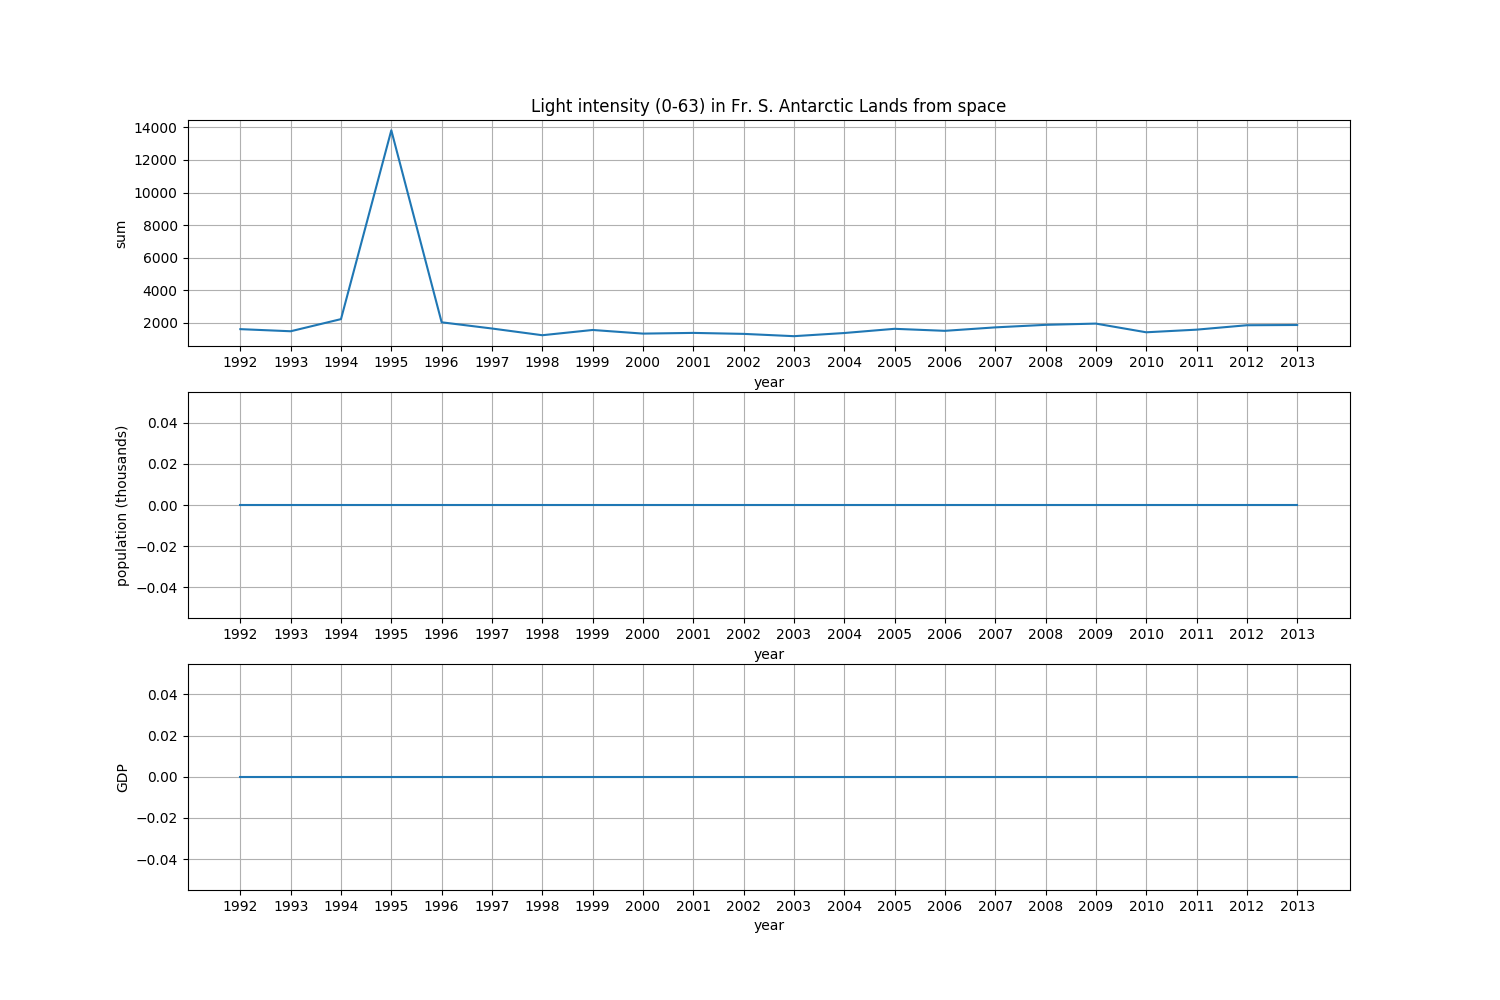 Light intensity (0-63) in Fr. S. Antarctic Lands from space
14000
12000
10000
8000
6000
4000
2000
sum
1992 1993 1994 1995 1996 1997 1998 1999 2000 2001 2002 2003 2004 2005 2006 2007 2008 2009 2010 2011 2012 2013
year
0.04
0.02
0.00
−0.02
−0.04
population (thousands)
1992 1993 1994 1995 1996 1997 1998 1999 2000 2001 2002 2003 2004 2005 2006 2007 2008 2009 2010 2011 2012 2013
year
0.04
0.02
0.00
−0.02
−0.04
GDP
1992 1993 1994 1995 1996 1997 1998 1999 2000 2001 2002 2003 2004 2005 2006 2007 2008 2009 2010 2011 2012 2013
year